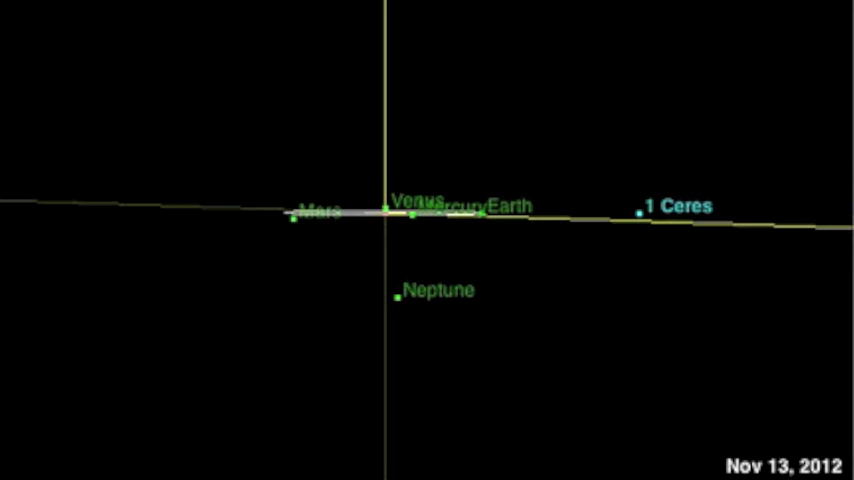 Venus
Mercury
Earth
Mars
1 Ceres
Neptune
Nov 13, 2012